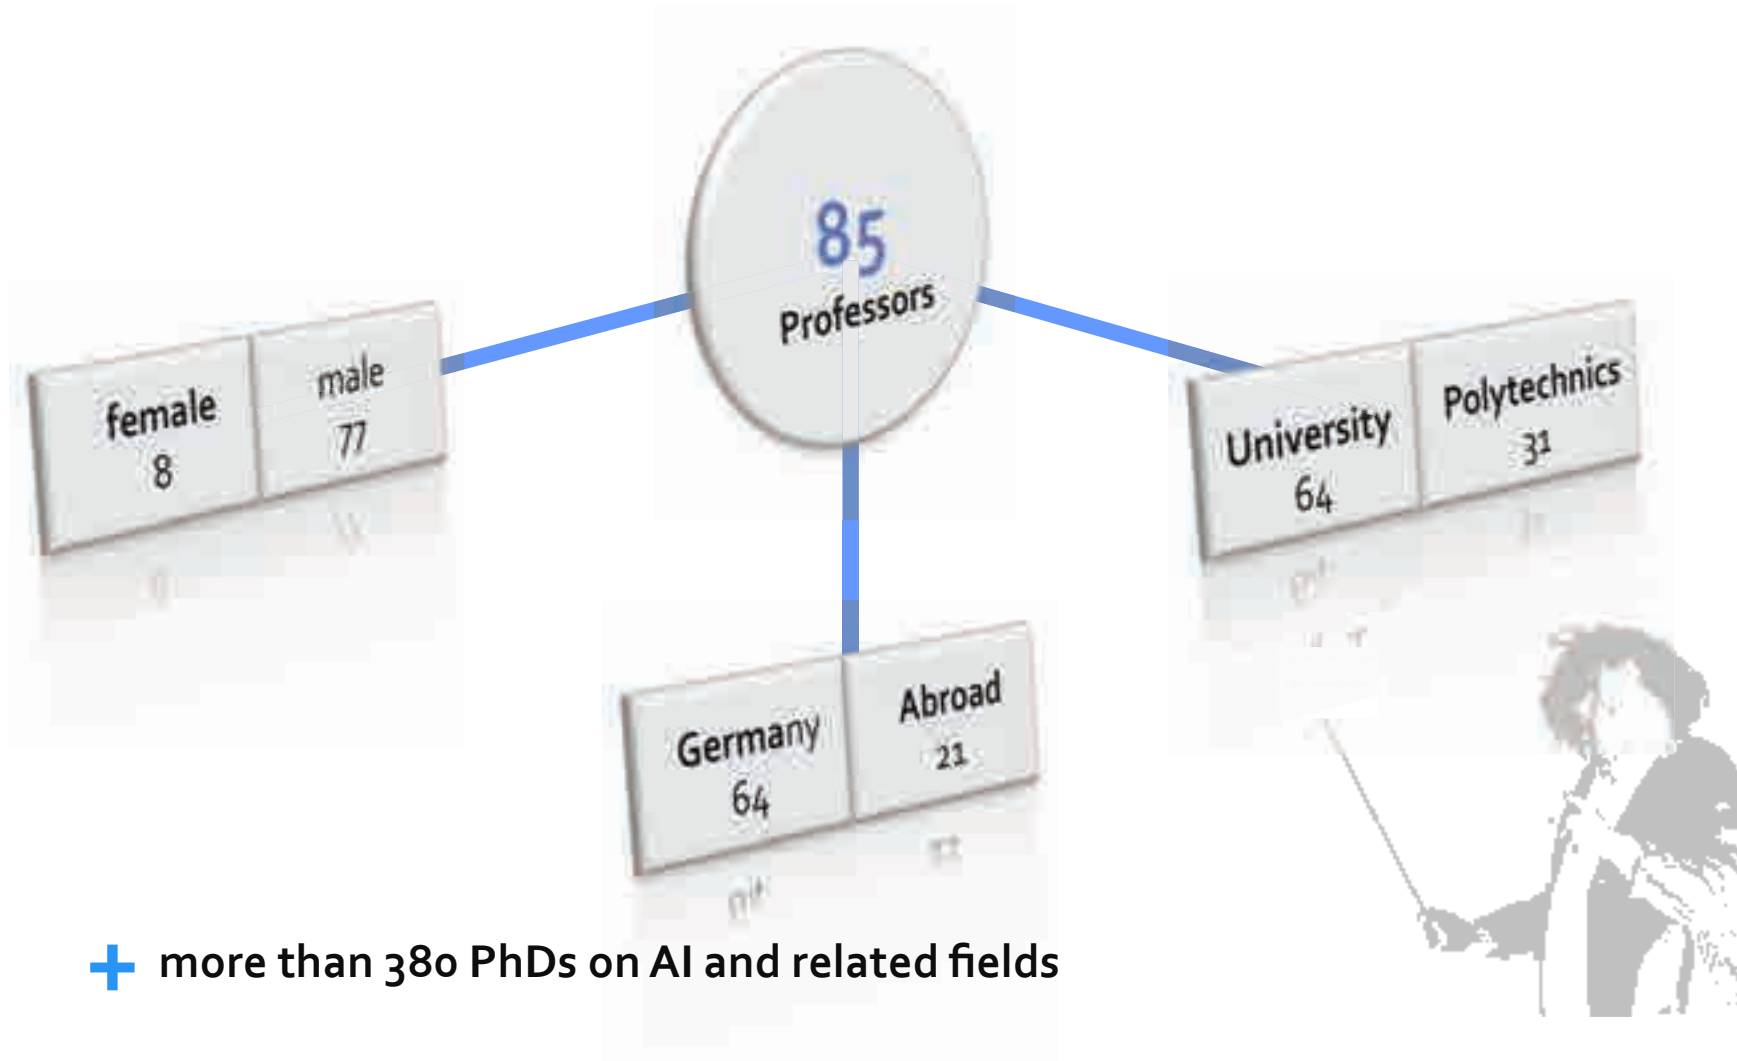 85
Professors
female
8
male
77
Germany
64
Abroad
21
University
64
Polytechnics
31
+ more than 380 PhDs on AI and related fields